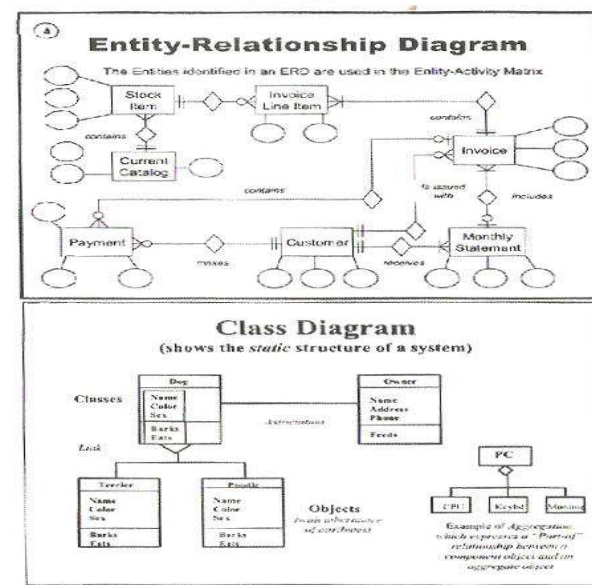 A
Entity-Relationship Diagram
The Entities identified in an ERD are used in the Entity-Activity Matrix
Stock
Item
Invoice
Line Item
contains
contains
Current
Catalog
Invoice
contains
Is issued
with
includes
Payment
makes
Customer
receives
Monthly
Statement
Class Diagram
(shows the static structure of a system)
Classes
Dog
Name
Color
Sex
Barks
Eats
Association
Owner
Name
Address
Phone
Feeds
Link
Terrier
Name
Color
Sex
Barks
Eats
Poodle
Name
Color
Sex
Barks
Eats
Objects
(with inheritance
of attributes)
PC
CPU
Example of Aggregation,
which expresses a "Part-of"
relationship between a
component object and an
aggregate object